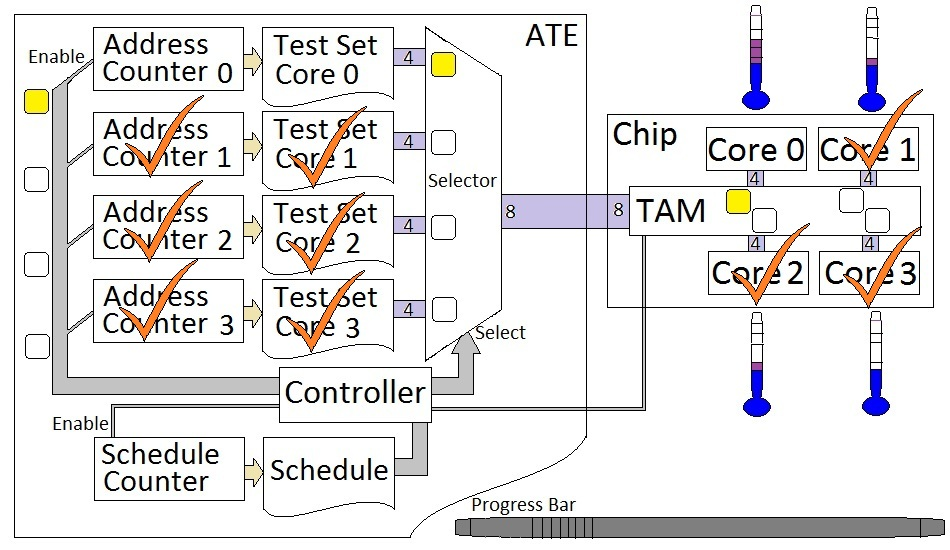 ATE
Enable
Address
Counter 0
Test Set
Core 0
4
Address
Counter 1
Test Set
Core 1
4
Selector
Address
Counter 2
Test Set
Core 2
4
Address
Counter 3
Test Set
Core 3
4
Select
Controller
Enable
Schedule
Counter
Schedule
8
8
Chip
Core 0
Core 1
4
4
TAM
4
4
Core 2
Core 3
Progress Bar